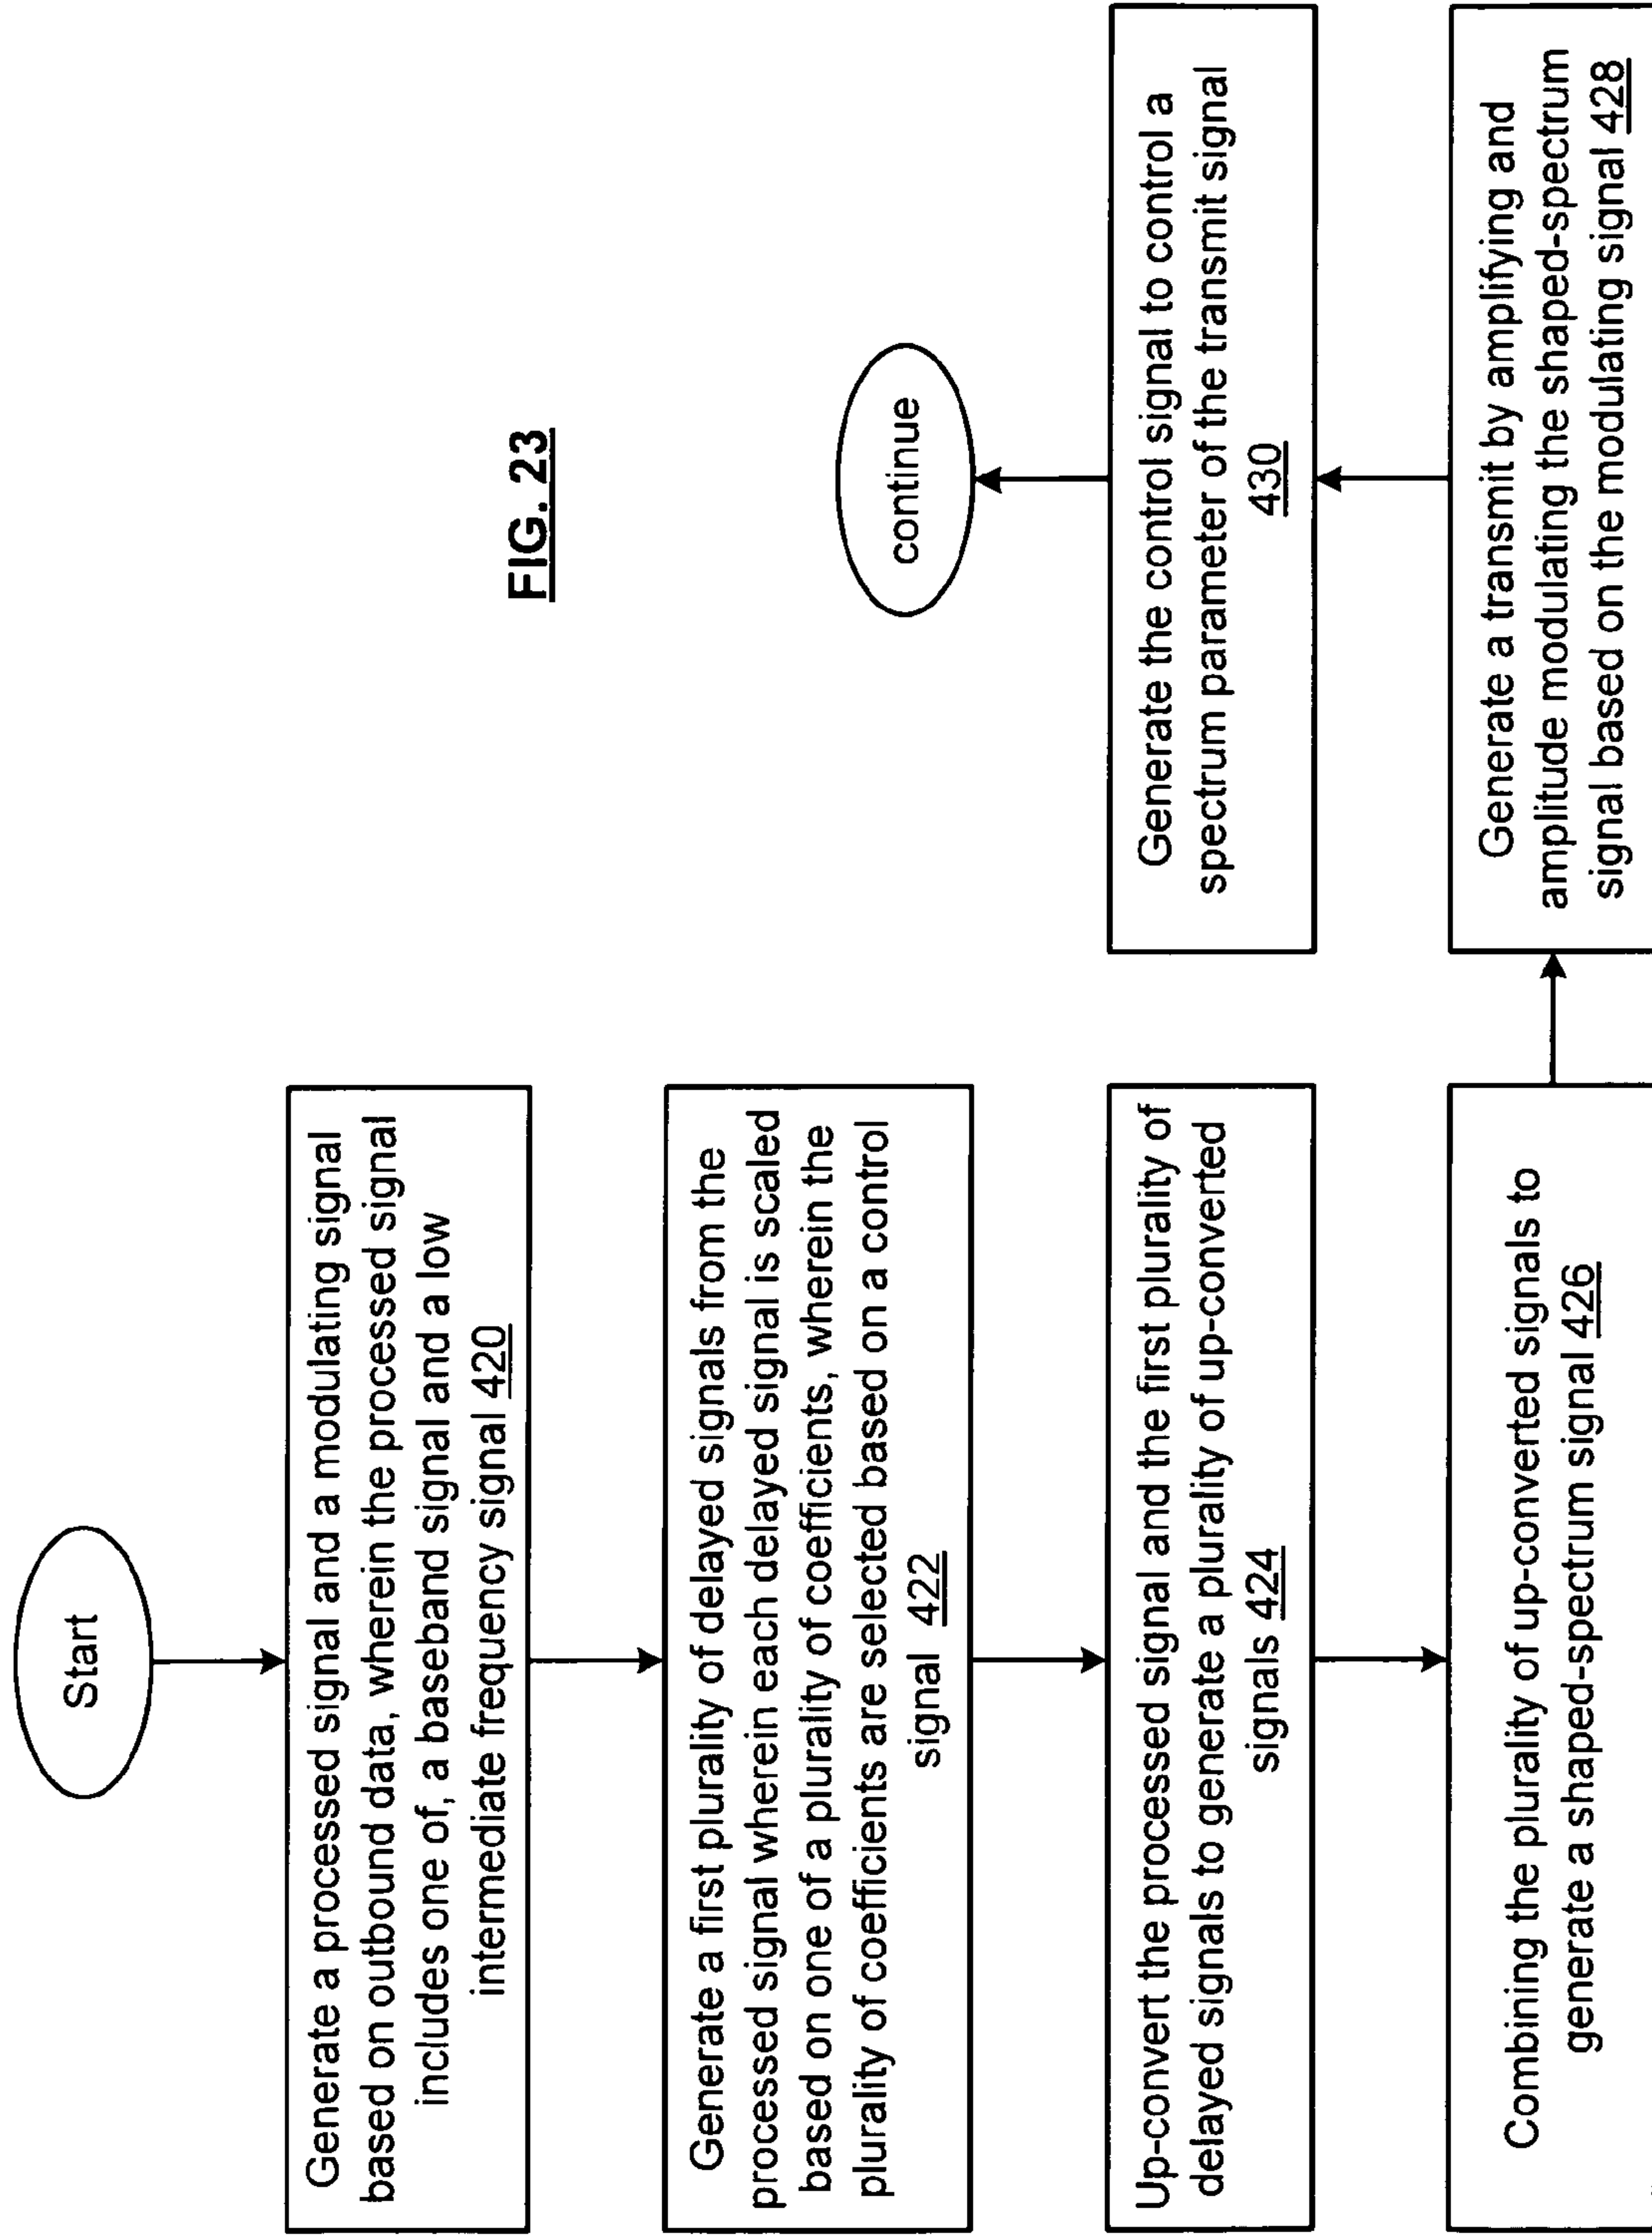 Start
Generate a processed signal and a modulating signal
based on outbound data, wherein the processed signal
includes one of, a baseband signal and a low
intermediate frequency signal 420
Generate a first plurality of delayed signals from the
processed signal wherein each delayed signal is scaled
based on one of a plurality of coefficients, wherein the
plurality of coefficients are selected based on a control
signal 422
Up-convert the processed signal and the first plurality of
delayed signals to generate a plurality of up-converted
signals 424
Combining the plurality of up-converted signals to
generate a shaped-spectrum signal 426
Generate a transmit by amplifying and
amplitude modulating the shaped-spectrum
signal based on the modulating signal 428
Generate the control signal to control a
spectrum parameter of the transmit signal
430
continue
FIG. 23